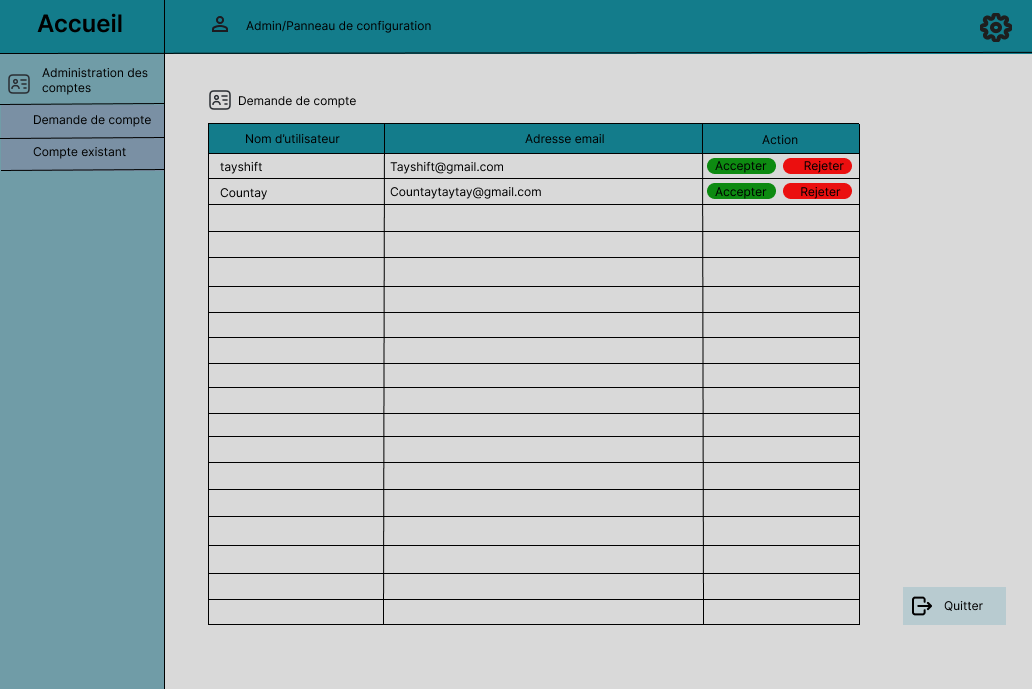 Accueil
Admin/Panneau de configuration
Administration des
comptes
Demande de compte
Compte existant
Demande de compte
Nom d'utilisateur Adresse email Action
tayshift Tayshift@gmail.com Accepter Rejeter
Countay Countaytaytay@gmail.com Accepter Rejeter
Quitter